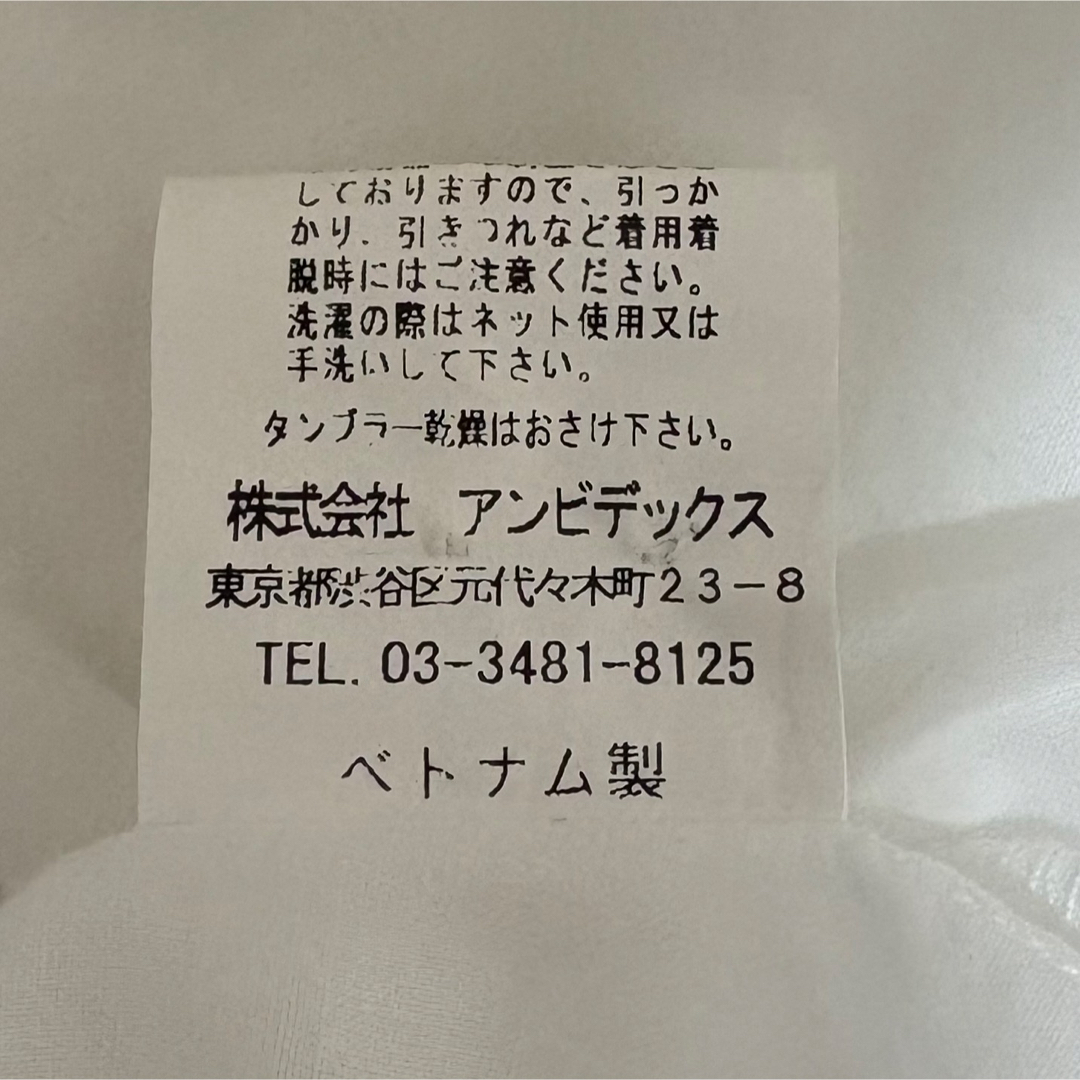 しておりますので、引っか
かり、引きつれなど着用着
脱時にはご注意ください。
洗濯の際はネット使用又は
手洗いして下さい。
タンブラー乾燥はおさけ下さい。
株式会社 アンビデックス
東京都渋谷区元代々木町23-8
TEL. 03-3481-8125
ベトナム製